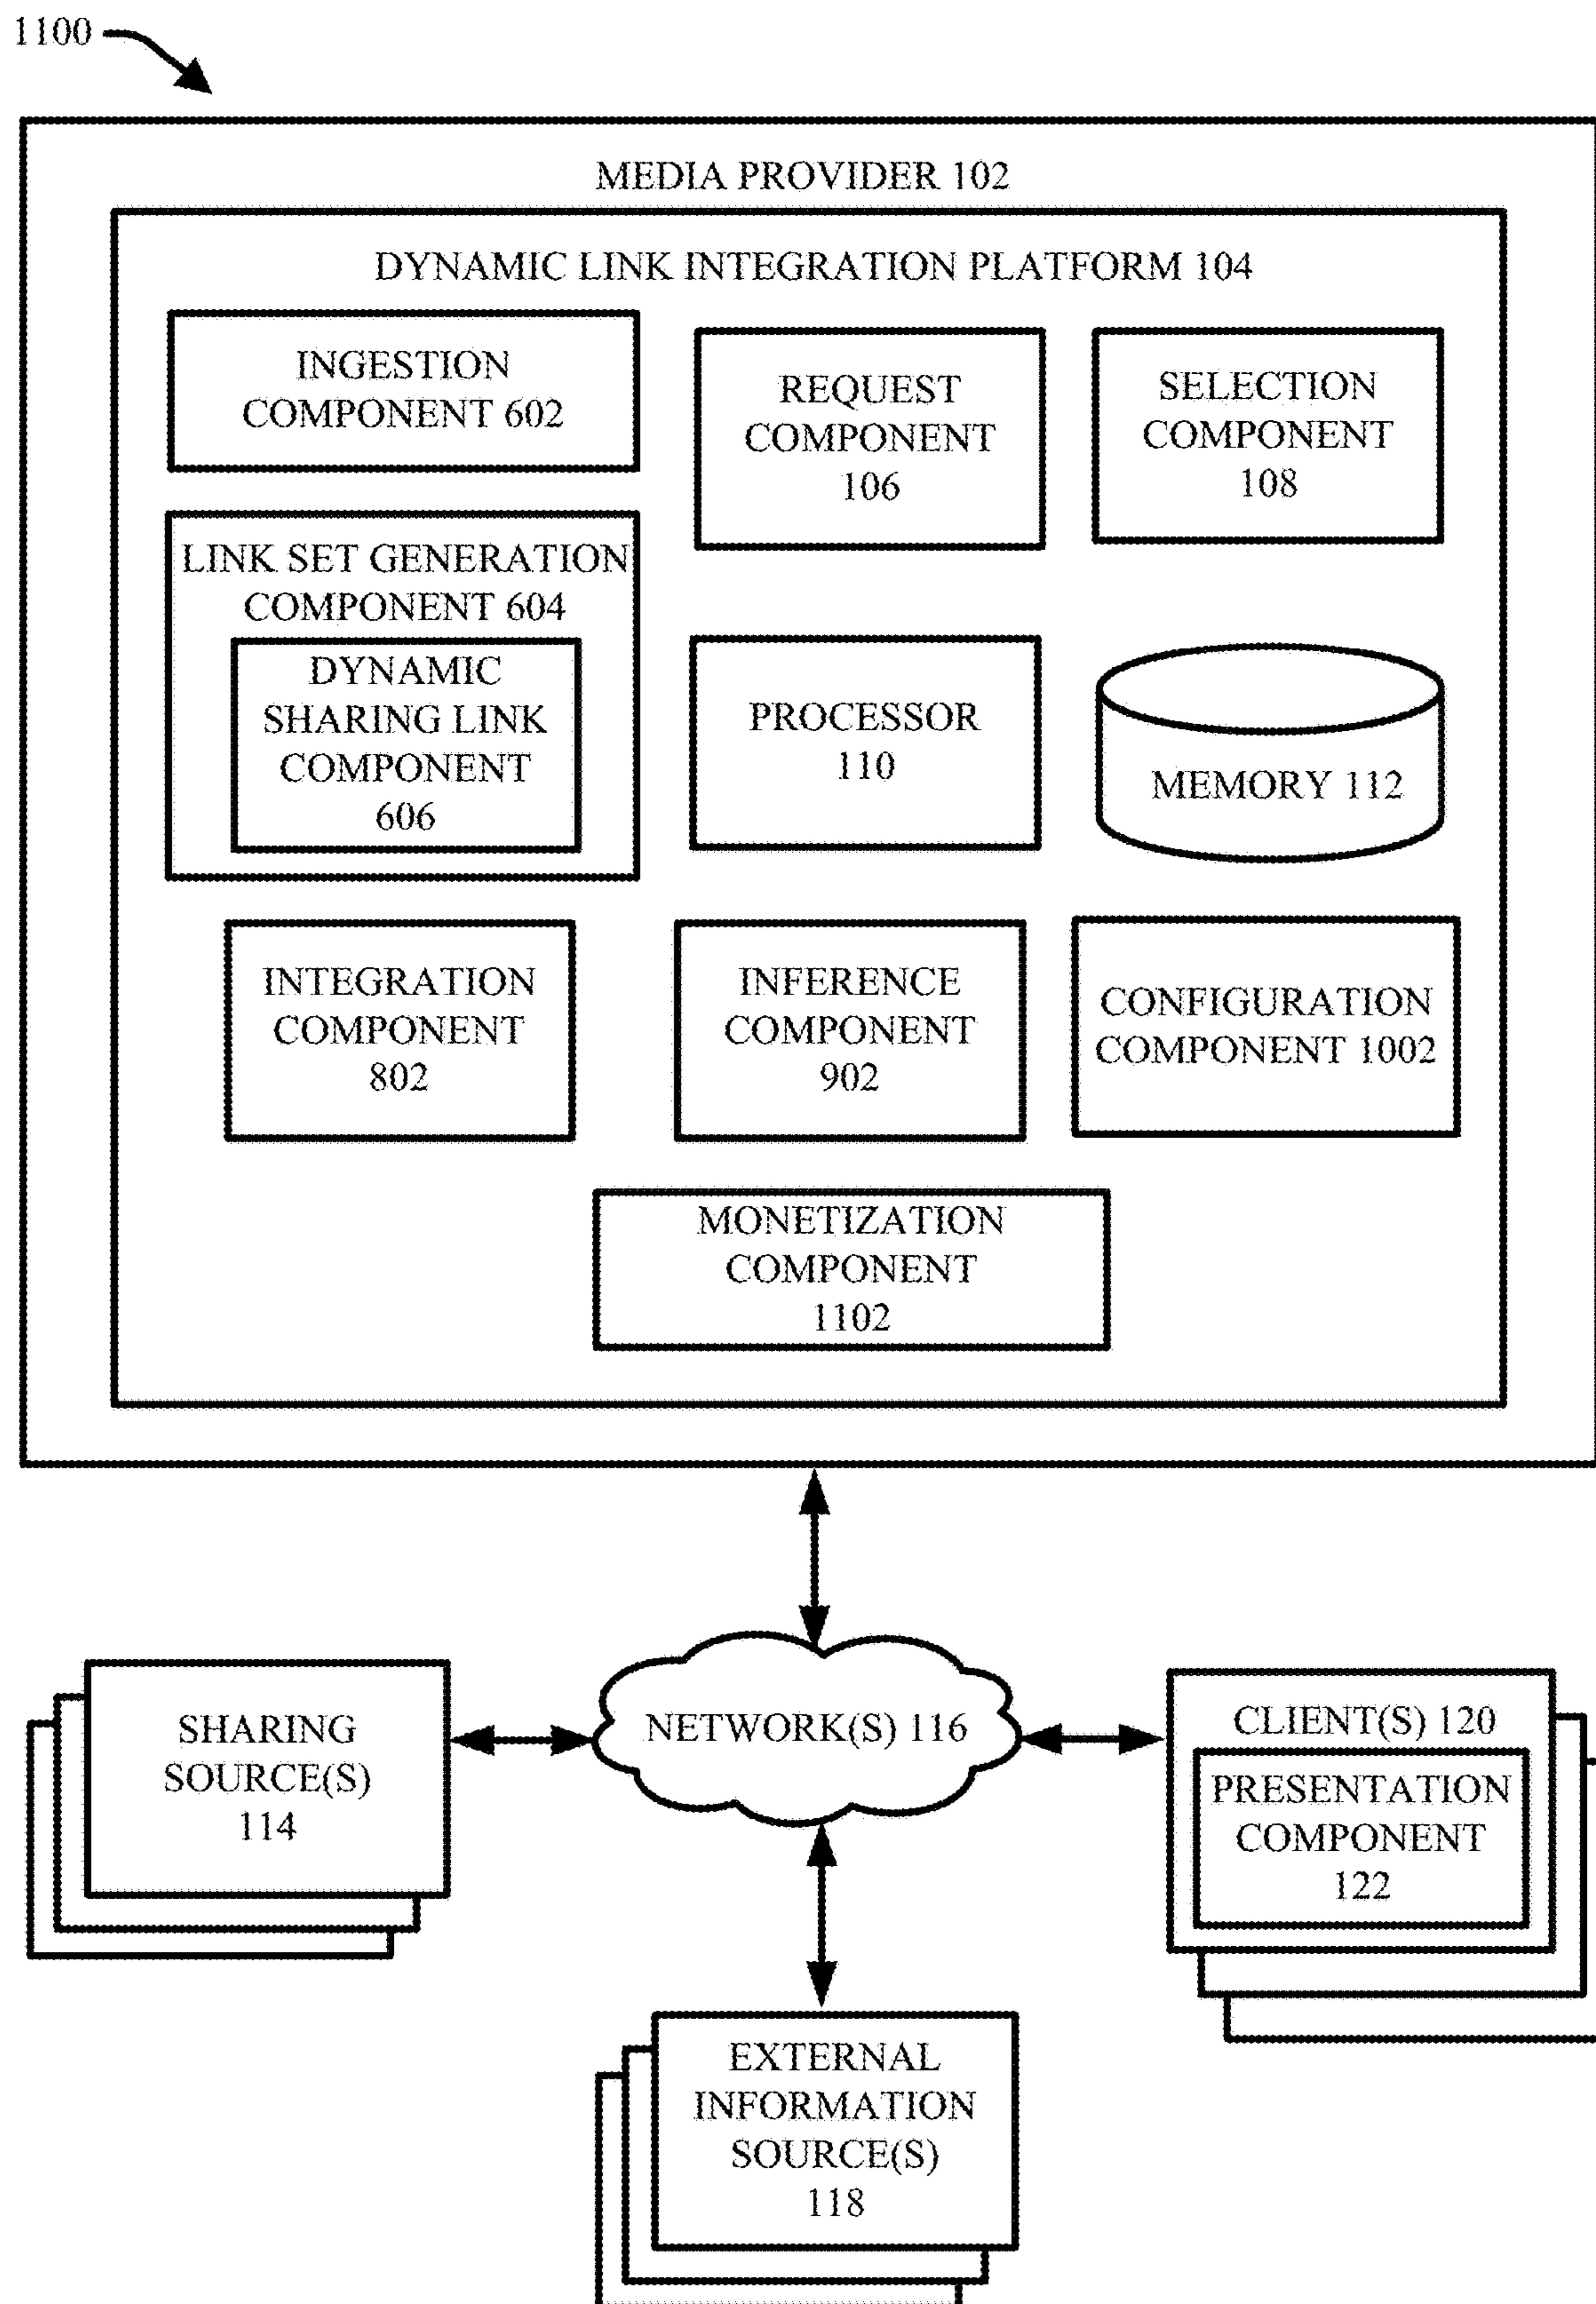 1100
MEDIA PROVIDER 102
DYNAMIC LINK INTEGRATION PLATFORM 104
INGESTION
COMPONENT 602
REQUEST
COMPONENT
106
SELECTION
COMPONENT
108
LINK SET GENERATION
COMPONENT 604
DYNAMIC
SHARING LINK
COMPONENT
606
PROCESSOR
110
MEMORY 112
INTEGRATION
COMPONENT
802
INFERENCE
COMPONENT
902
CONFIGURATION
COMPONENT 1002
MONETIZATION
COMPONENT
1102
SHARING
SOURCE(S)
114
NETWORK(S) 116
CLIENT(S) 120
PRESENTATION
COMPONENT
122
EXTERNAL
INFORMATION
SOURCE(S)
118